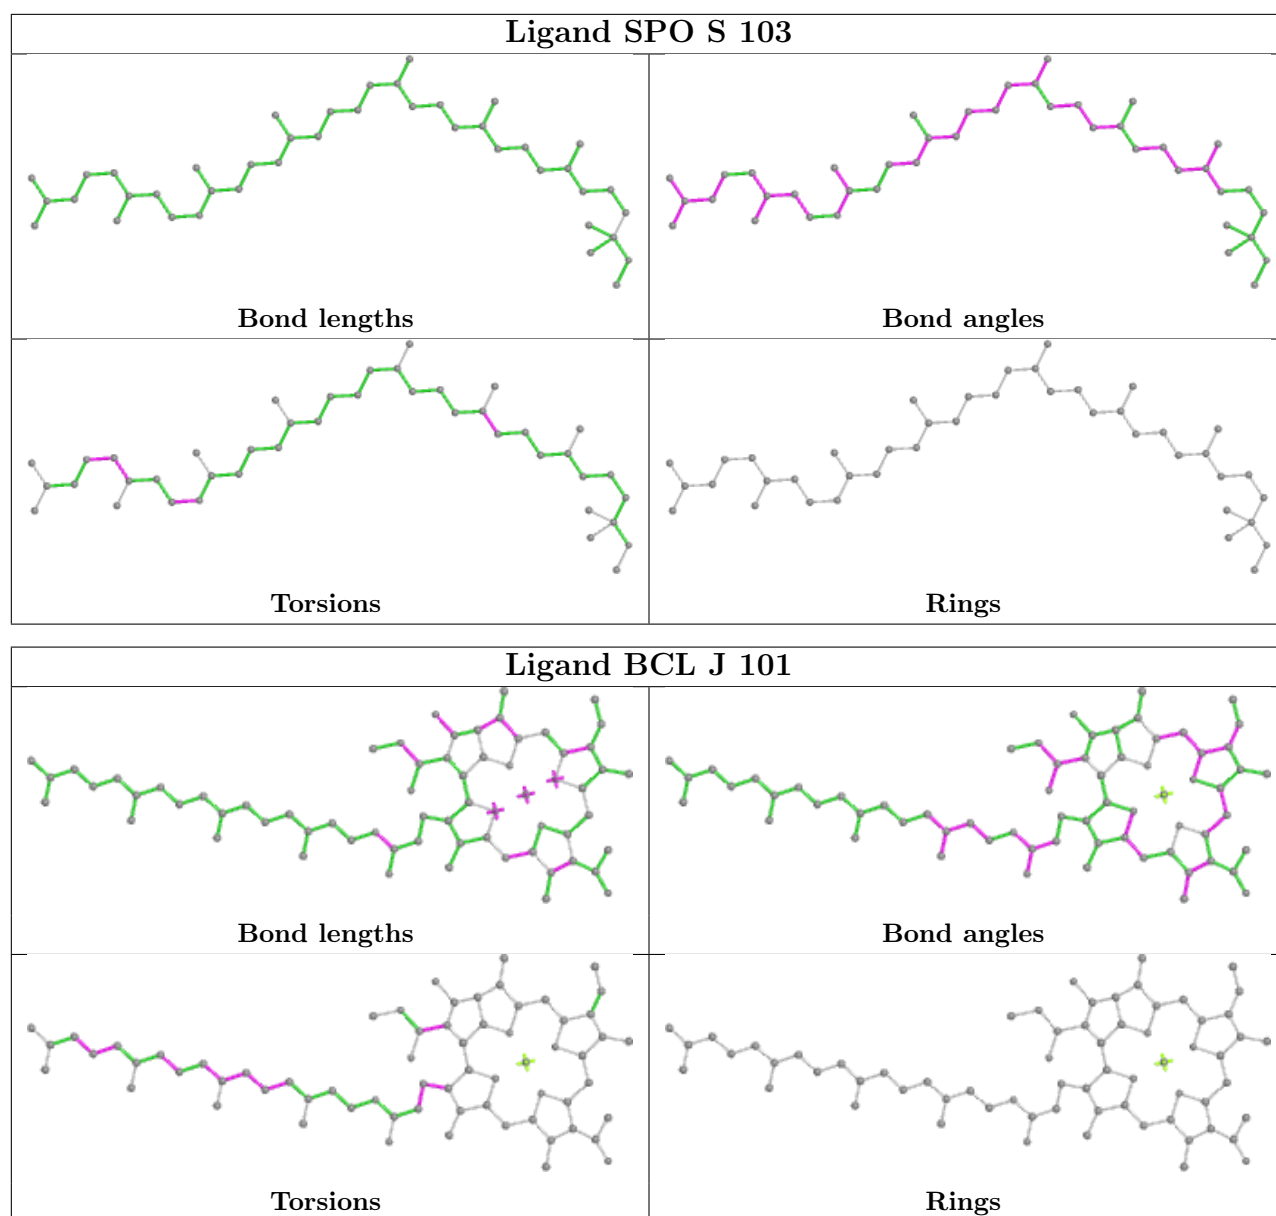 Ligand SPO S 103
Bond lengths
Bond angles
Torsions
Rings
Ligand BCL J 101
Bond lengths
Bond angles
Torsions
Rings